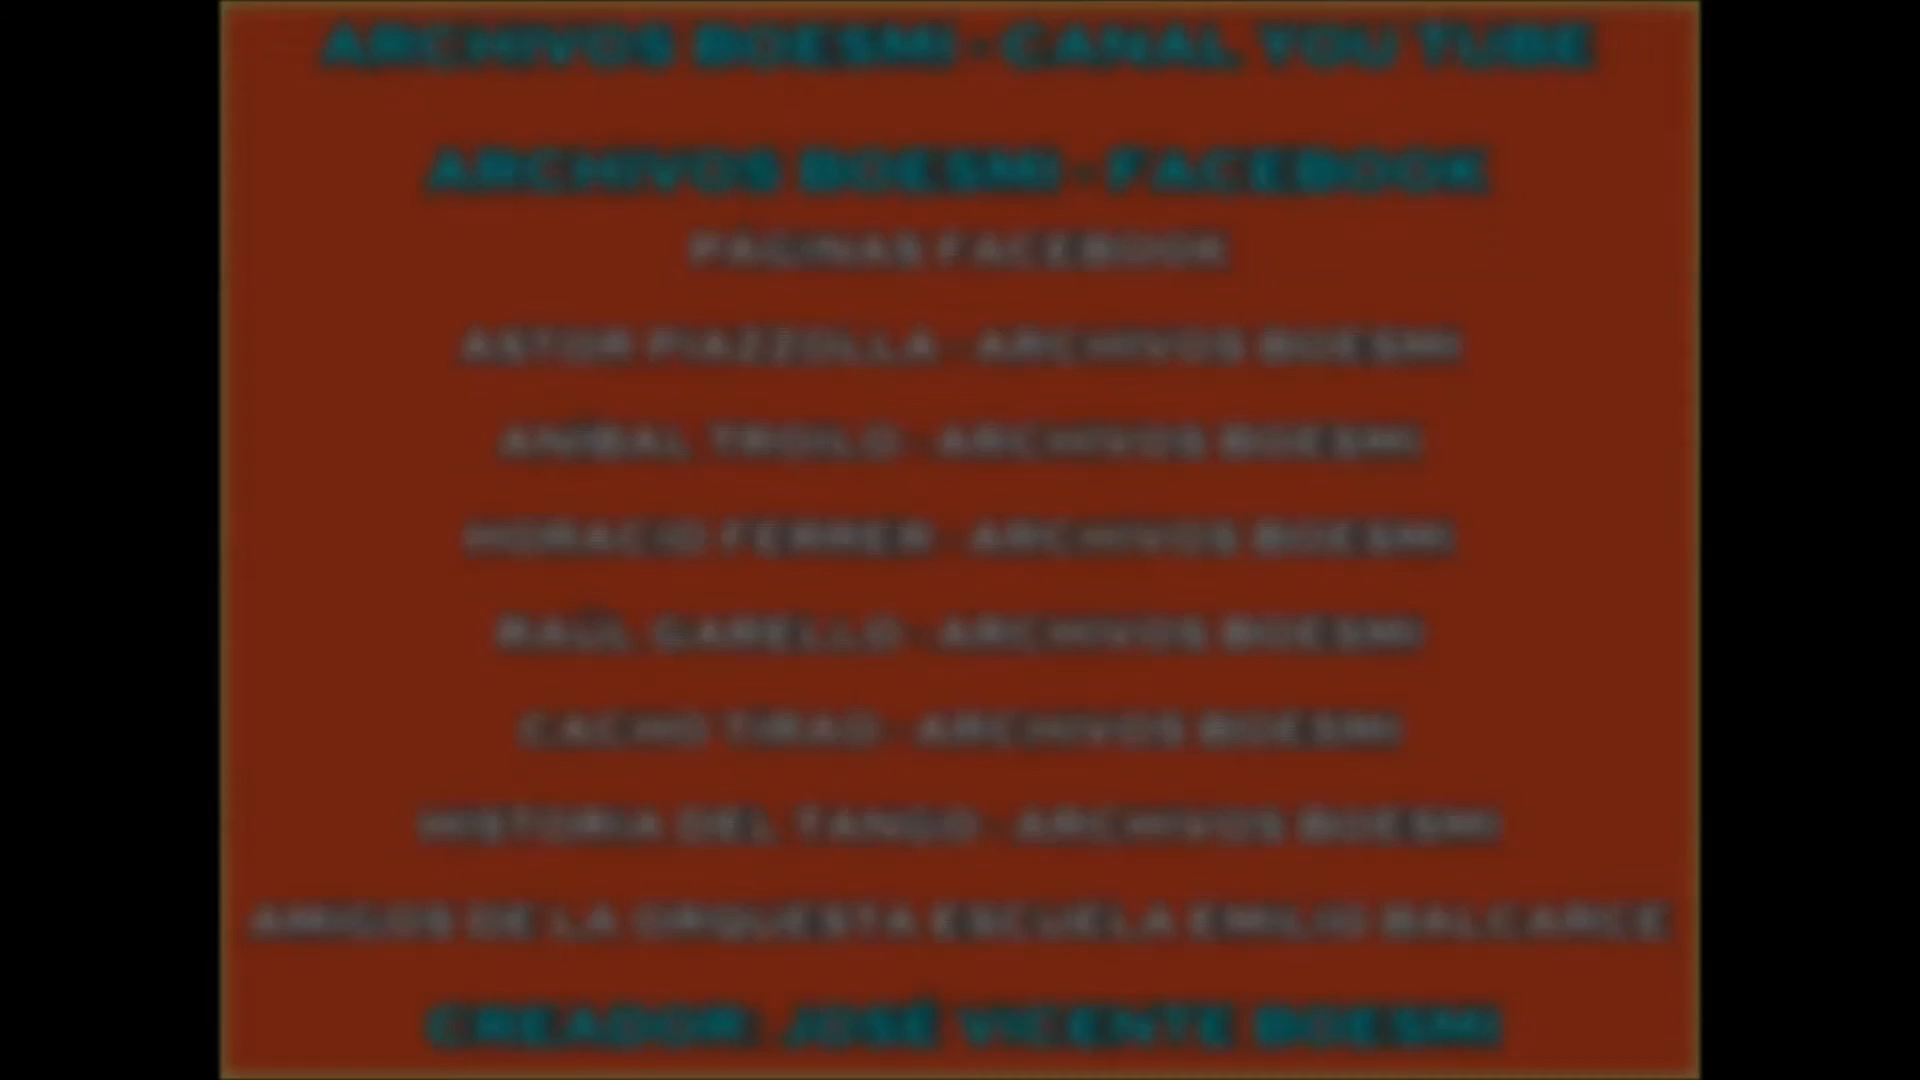 ARCHIVOS BOESMI - CANAL YOU TUBE
ARCHIVOS BOESMI - FACEBOOK
PÁGINAS FACEBOOK
ASTOR PIAZZOLLA - ARCHIVOS BOESMI
ANÍBAL TROILO - ARCHIVOS BOESMI
HORACIO FERRER - ARCHIVOS BOESMI
RAÚL GARELLO - ARCHIVOS BOESMI
CACHO TIRAO - ARCHIVOS BOESMI
HISTORIA DEL TANGO - ARCHIVOS BOESMI
AMIGOS DE LA ORQUESTA ESCUELA EMILIO BALCARCE
CREADOR: JOSÉ VICENTE BOESMI